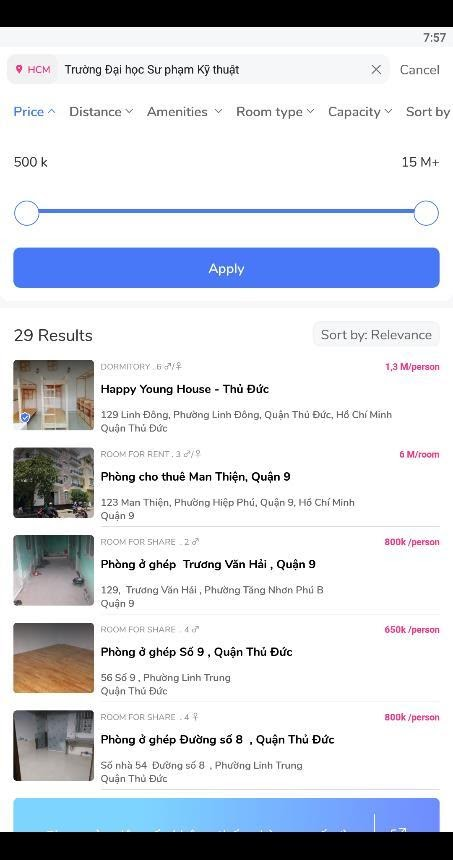 7:57
HCM Trường Đại học Sư phạm Kỹ thuật Cancel
Price Distance Amenities Room type Capacity Sort by
500 k 15 M+
Apply
29 Results Sort by: Relevance
DORMITORY . 6 ♂/♀ 1,3 M/person
Happy Young House - Thủ Đức
129 Linh Đông, Phường Linh Đông, Quận Thủ Đức, Hồ Chí Minh
Quận Thủ Đức
ROOM FOR RENT . 3 ♂/♀ 6 M/room
Phòng cho thuê Man Thiện, Quận 9
123 Man Thiện, Phường Hiệp Phú, Quận 9, Hồ Chí Minh
Quận 9
ROOM FOR SHARE . 2 ♂ 800k /person
Phòng ở ghép Trương Văn Hải , Quận 9
129, Trương Văn Hải , Phường Tăng Nhơn Phú B
Quận 9
ROOM FOR SHARE . 4 ♂ 650k /person
Phòng ở ghép Số 9 , Quận Thủ Đức
56 Số 9 , Phường Linh Trung
Quận Thủ Đức
ROOM FOR SHARE . 4 ♀ 800k /person
Phòng ở ghép Đường số 8 , Quận Thủ Đức
Số nhà 54 Đường số 8 , Phường Linh Trung
Quận Thủ Đức